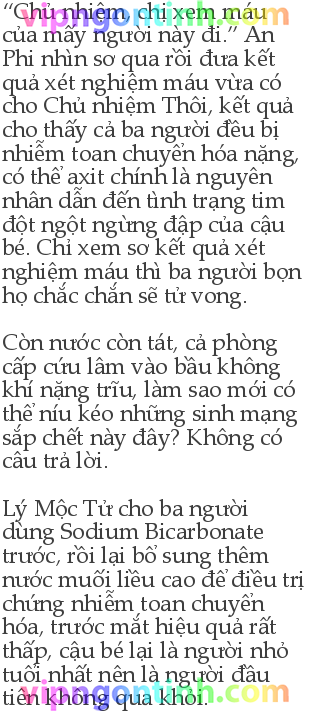 “Chủ nhiệm, chị xem máu
của mấy người này đi.” An
Phi nhìn sơ qua rồi đưa kết
quả xét nghiệm máu vừa có
cho Chủ nhiệm Thôi, kết quả
cho thấy cả ba người đều bị
nhiễm toan chuyển hóa nặng,
có thể axit chính là nguyên
nhân dẫn đến tình trạng tim
đột ngột ngừng đập của cậu
bé. Chỉ xem sơ kết quả xét
nghiệm máu thì ba người bọn
họ chắc chắn sẽ tử vong.

Còn nước còn tát, cả phòng
cấp cứu lâm vào bầu không
khí nặng trĩu, làm sao mới có
thể níu kéo những sinh mạng
sắp chết này đây? Không có
câu trả lời.

Lý Mộc Tử cho ba người
dùng Sodium Bicarbonate
trước, rồi lại bổ sung thêm
nước muối liều cao để điều trị
chứng nhiễm toan chuyển
hóa, trước mắt hiệu quả rất
thấp, cậu bé lại là người nhỏ
tuổi nhất nên là người đầu
tiên không qua khỏi.
vipngontinh.com
vipngontinh.com